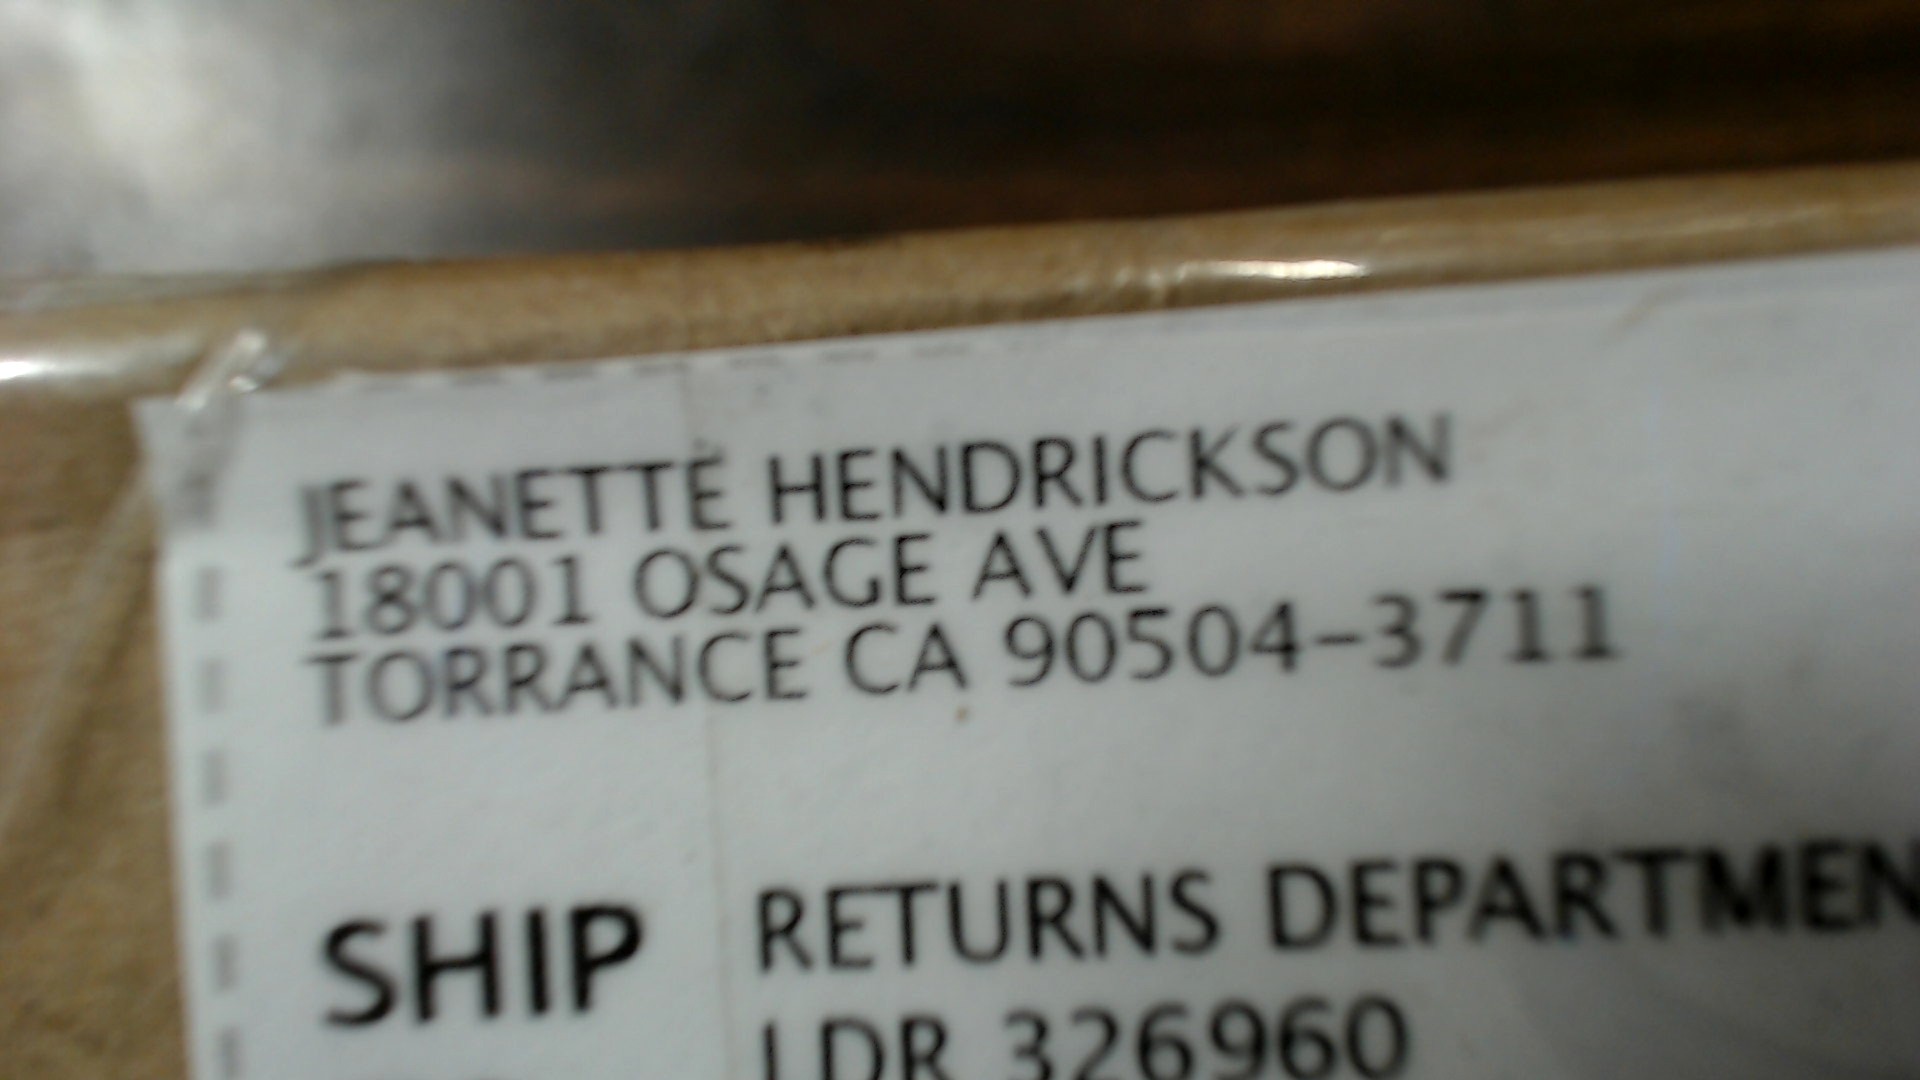 JEANETTE HENDRICKSON
18001 OSAGE AVE
TORRANCE CA 90504-3711
SHIP RETURNS DEPARTMEN
LDR 326960